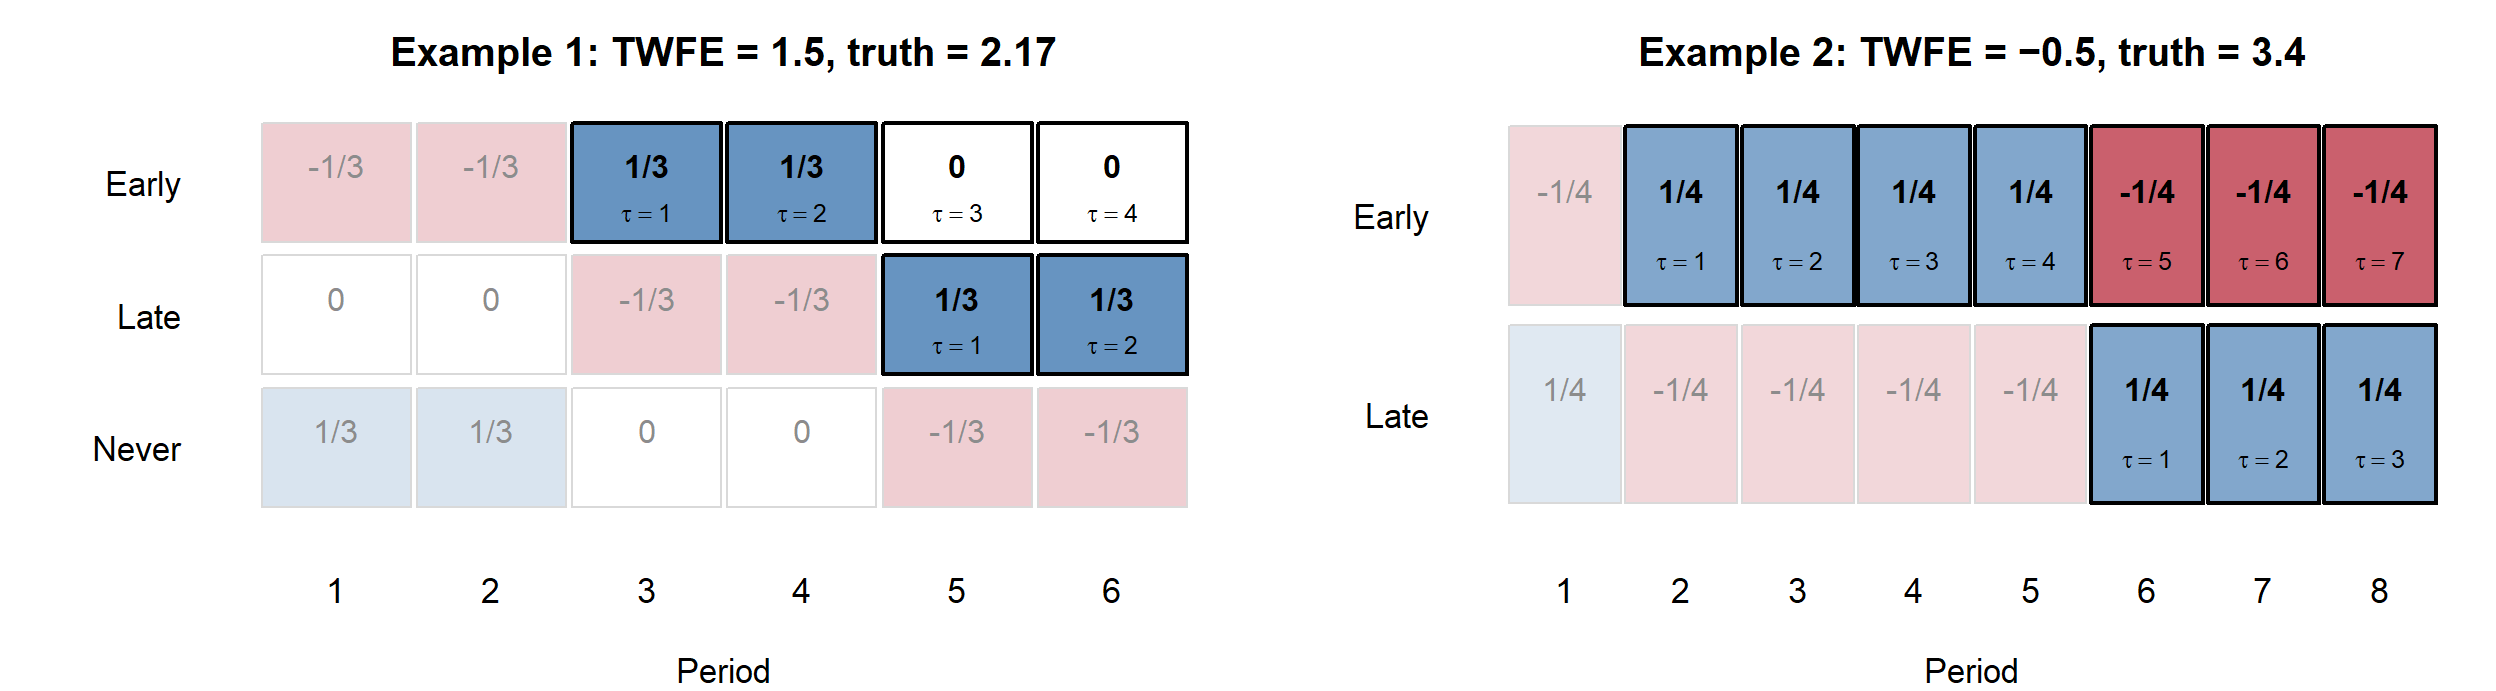 Example 1: TWFE = 1.5, truth = 2.17
Early
-1/3 -1/3 1/3 1/3 0 0
τ = 1 τ = 2 τ = 3 τ = 4
Late
0 0 -1/3 -1/3 1/3 1/3
τ = 1 τ = 2
Never
1/3 1/3 0 0 -1/3 -1/3
1 2 3 4 5 6
Period
Example 2: TWFE = −0.5, truth = 3.4
Early
-1/4 1/4 1/4 1/4 1/4 -1/4 -1/4 -1/4
τ = 1 τ = 2 τ = 3 τ = 4 τ = 5 τ = 6 τ = 7
Late
1/4 -1/4 -1/4 -1/4 -1/4 1/4 1/4 1/4
τ = 1 τ = 2 τ = 3
1 2 3 4 5 6 7 8
Period